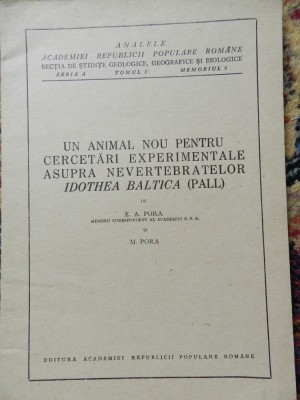 ANALELE
ACADEMIEI REPUBLICII POPULARE ROMÂNE
SECȚIA DE ȘTIINȚE GEOLOGICE, GEOGRAFICE ȘI BIOLOGICE
SERIA A TOMUL I MEMORIUL 5
UN ANIMAL NOU PENTRU
CERCETĂRI EXPERIMENTALE
ASUPRA NEVERTEBRATELOR
IDOTHEA BALTICA (PALL)
DE
E. A. PORA
MEMBRU CORESPONDENT AL ACADEMIEI R. P. R.
ȘI
M. PORA
EDITURA ACADEMIEI REPUBLICII POPULARE ROMÂNE